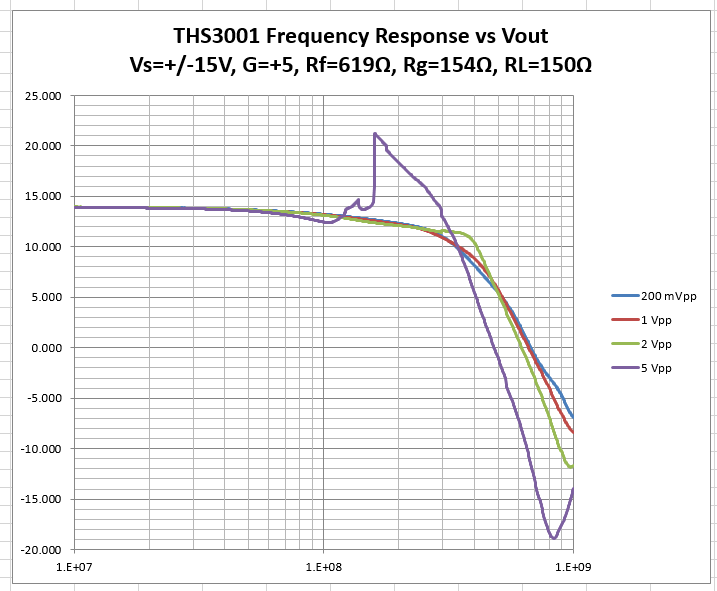 THS3001 Frequency Response vs Vout
Vs=+/-15V, G=+5, Rf=619Ω, Rg=154Ω, RL=150Ω
25.000
20.000
15.000
10.000
5.000
0.000
-5.000
-10.000
-15.000
-20.000
1.E+07
1.E+08
1.E+09
200 mVpp
1 Vpp
2 Vpp
5 Vpp